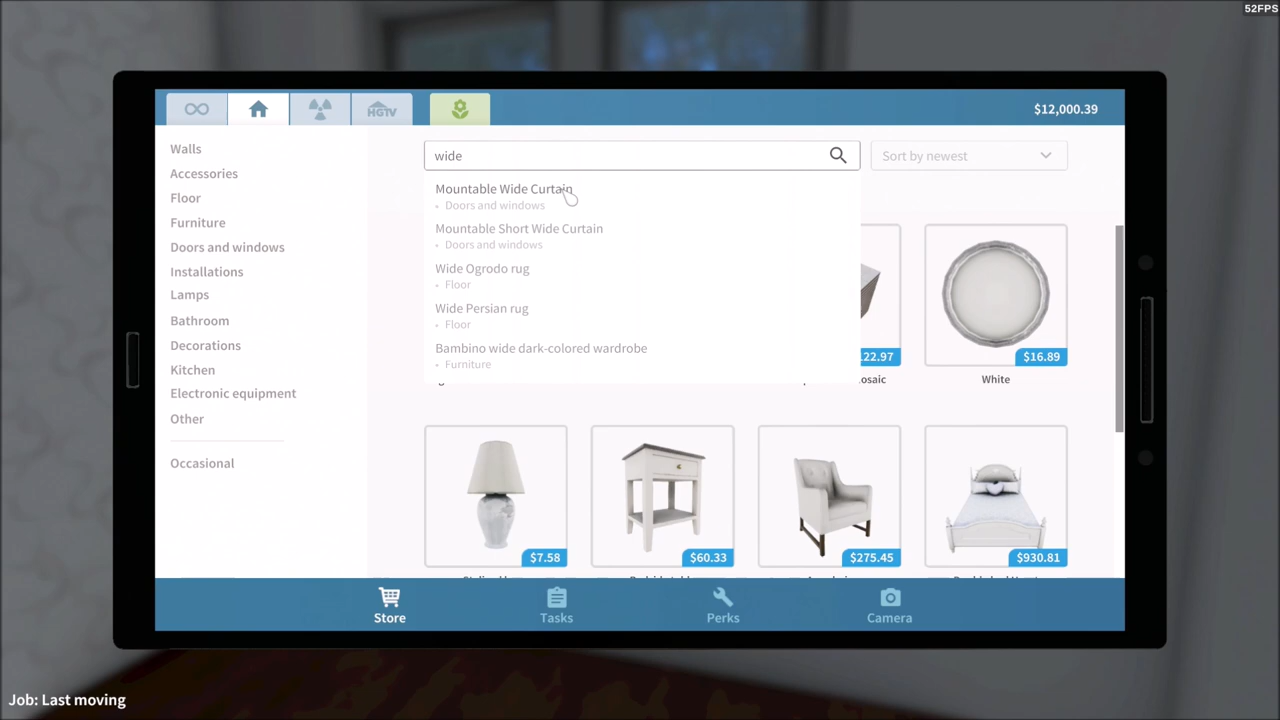 52FPS
HGTV
$12,000.39
Walls
Accessories
Floor
Furniture
Doors and windows
Installations
Lamps
Bathroom
Decorations
Kitchen
Electronic equipment
Other
Occasional
wide
Sort by newest
Mountable Wide Curtain
• Doors and windows
Mountable Short Wide Curtain
• Doors and windows
Wide Ogrodo rug
• Floor
Wide Persian rug
• Floor
Bambino wide dark-colored wardrobe
• Furniture
122.97
$16.89
White
$7.58
$60.33
$275.45
$930.81
Store
Tasks
Perks
Camera
Job: Last moving